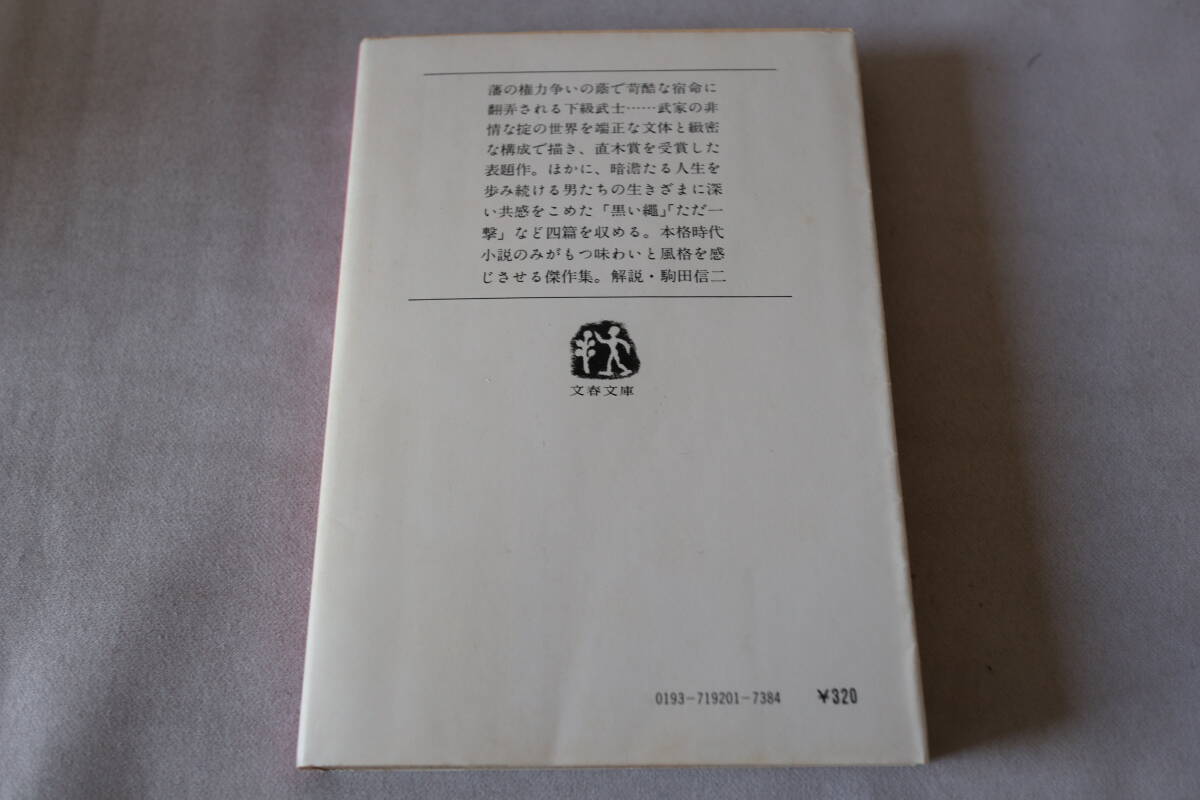 藩の権力争いの蔭で苛酷な宿命に
翻弄される下級武士……武家の非
情な掟の世界を端正な文体と緻密
な構成で描き、直木賞を受賞した
表題作。ほかに、暗澹たる人生を
歩み続ける男たちの生きざまに深
い共感をこめた「黒い縄」「ただ一
撃」など四篇を収める。本格時代
小説のみがもつ味わいと風格を感
じさせる傑作集。解説・駒田信二
文春文庫
0193-719201-7384 ¥320